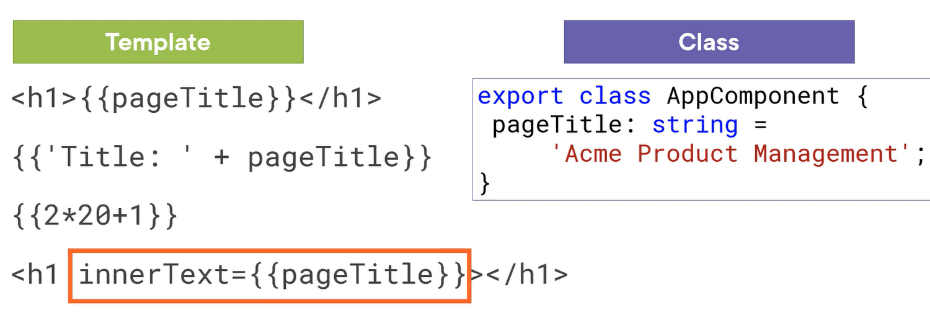 Template
<h1>{{pageTitle}}</h1>
{{'Title: ' + pageTitle}}
{{2*20+1}}
<h1 innerText={{pageTitle}}></h1>
Class
export class AppComponent {
 pageTitle: string =
     'Acme Product Management';
}